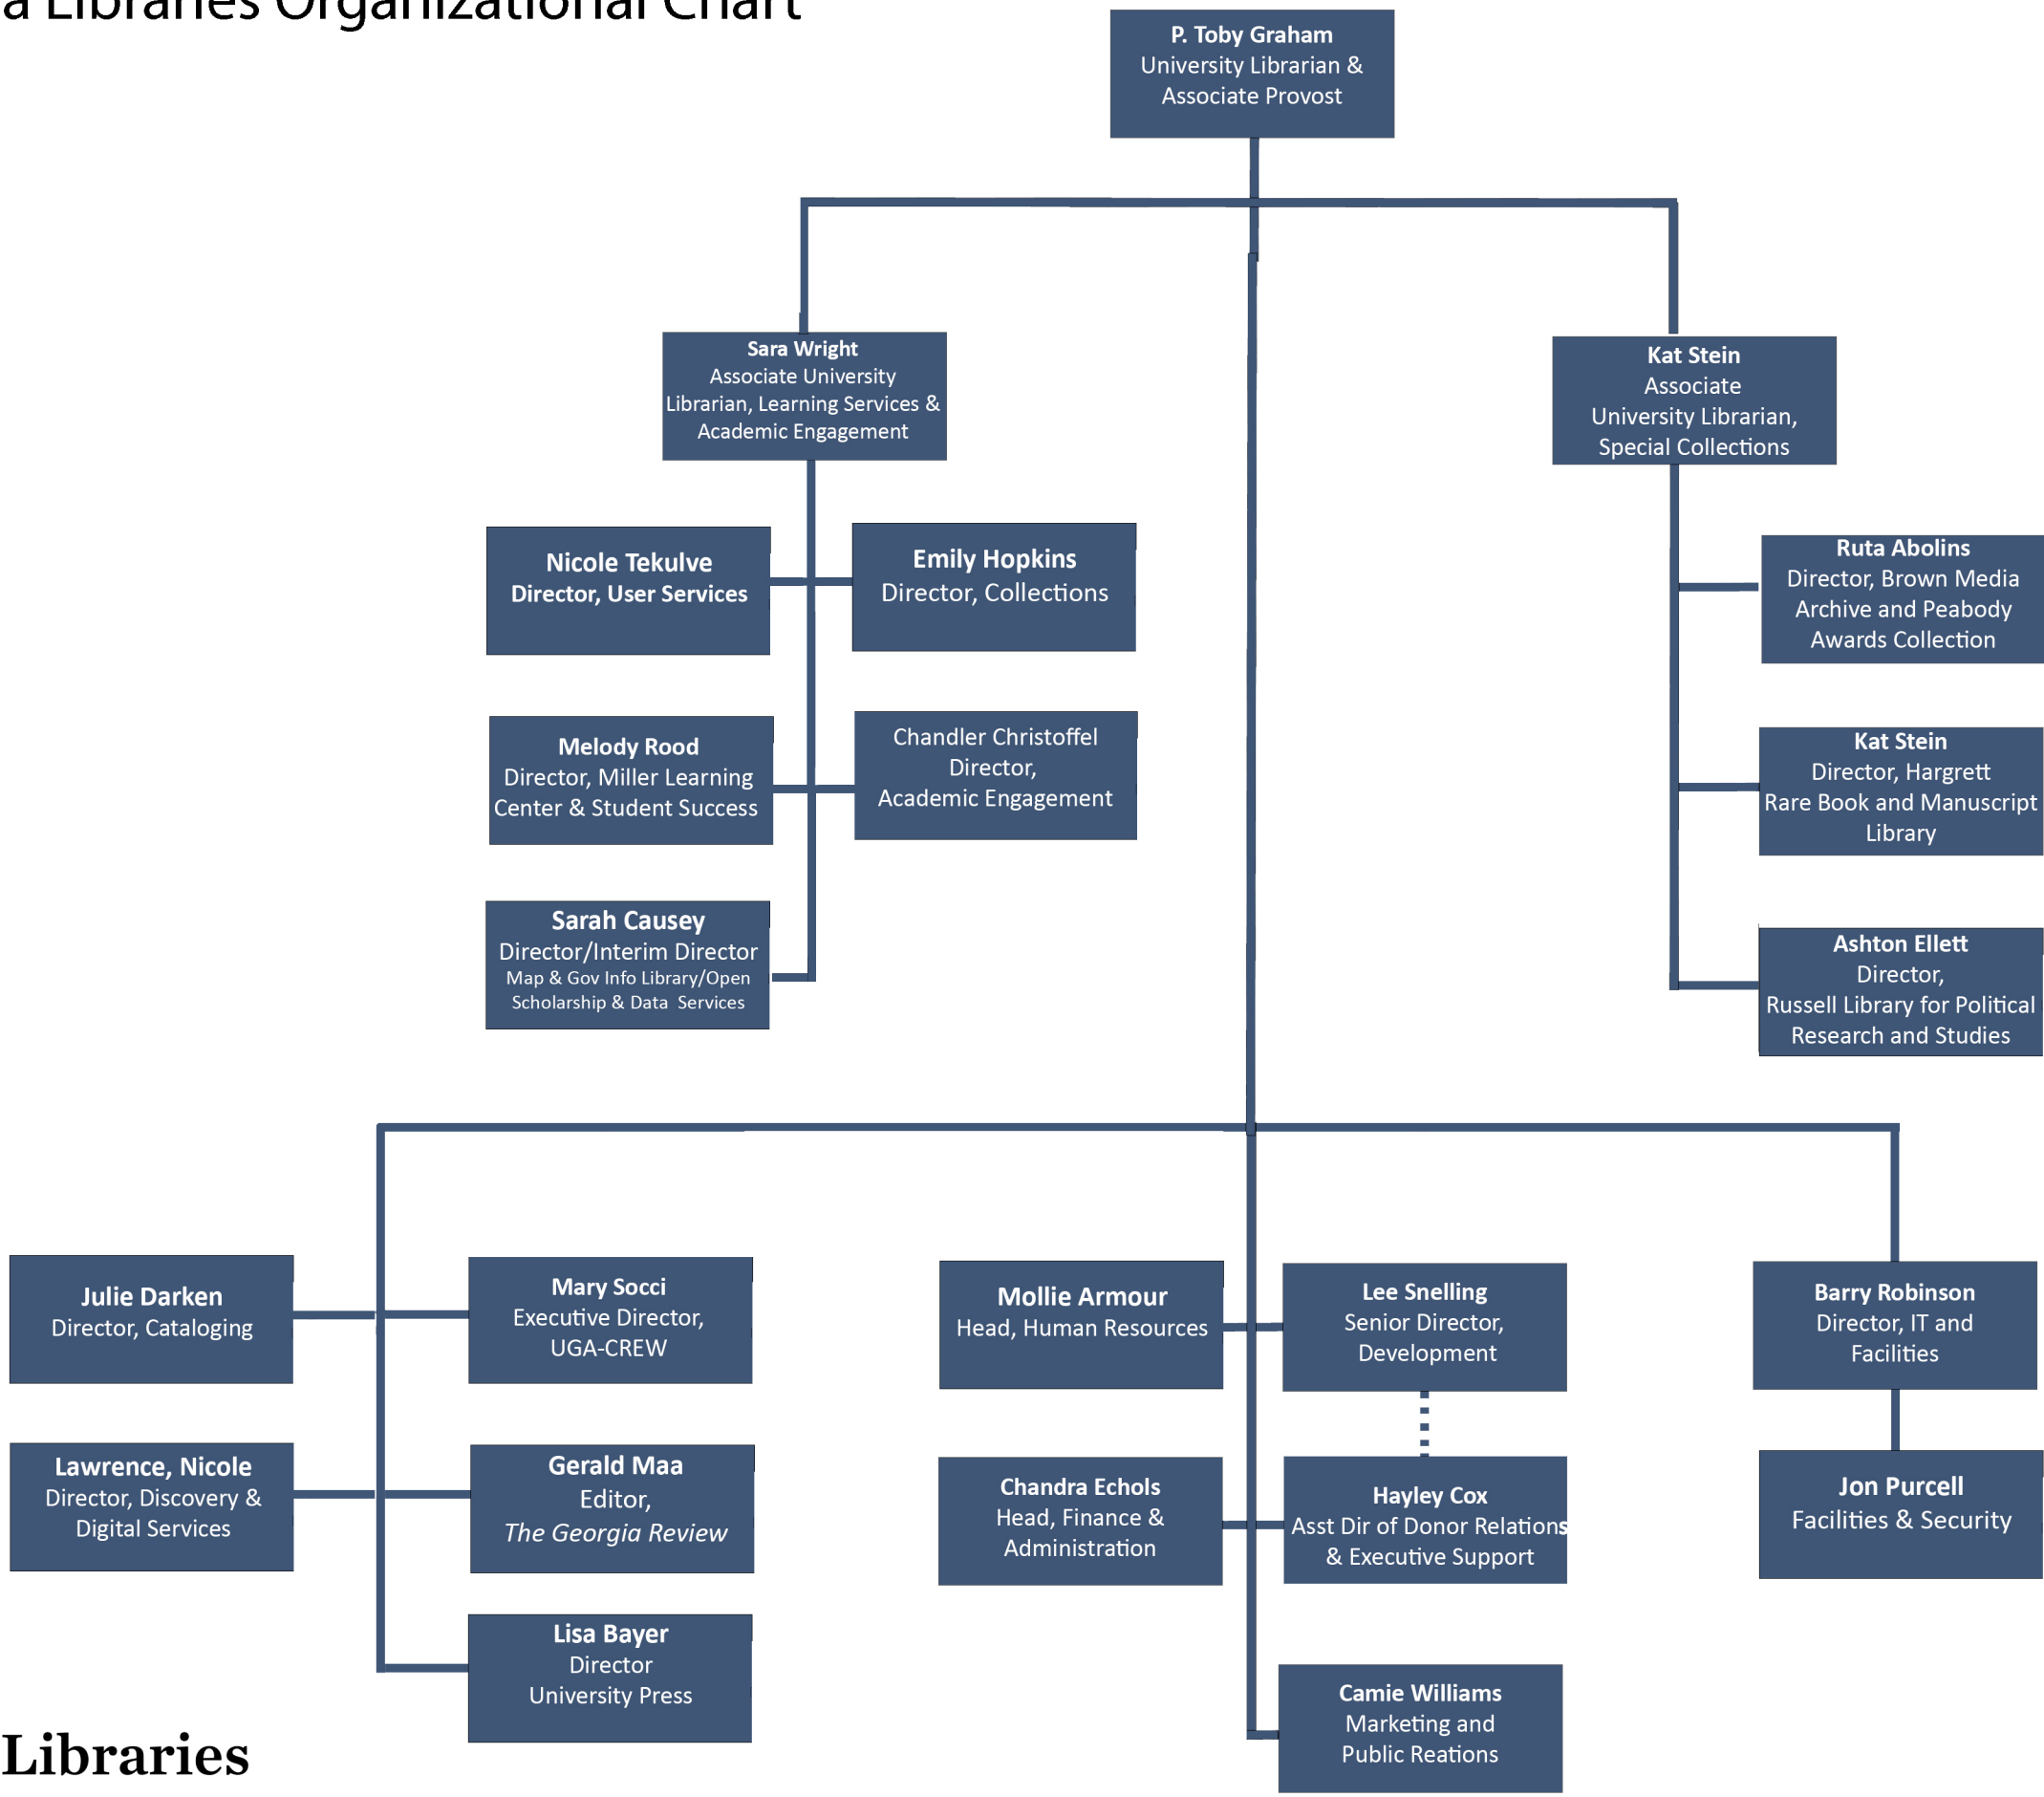 a Libraries Organizational Chart
P. Toby Graham
University Librarian &
Associate Provost
Sara Wright
Associate University
Librarian, Learning Services &
Academic Engagement
Kat Stein
Associate
University Librarian,
Special Collections
Nicole Tekulve
Director, User Services
Emily Hopkins
Director, Collections
Ruta Abolins
Director, Brown Media
Archive and Peabody
Awards Collection
Melody Rood
Director, Miller Learning
Center & Student Success
Chandler Christoffel
Director,
Academic Engagement
Kat Stein
Director, Hargrett
Rare Book and Manuscript
Library
Sarah Causey
Director/Interim Director
Map & Gov Info Library/Open
Scholarship & Data Services
Ashton Ellett
Director,
Russell Library for Political
Research and Studies
Julie Darken
Director, Cataloging
Mary Socci
Executive Director,
UGA-CREW
Mollie Armour
Head, Human Resources
Lee Snelling
Senior Director,
Development
Barry Robinson
Director, IT and
Facilities
Lawrence, Nicole
Director, Discovery &
Digital Services
Gerald Maa
Editor,
The Georgia Review
Chandra Echols
Head, Finance &
Administration
Hayley Cox
Asst Dir of Donor Relations
& Executive Support
Jon Purcell
Facilities & Security
Lisa Bayer
Director
University Press
Camie Williams
Marketing and
Public Reations
Libraries